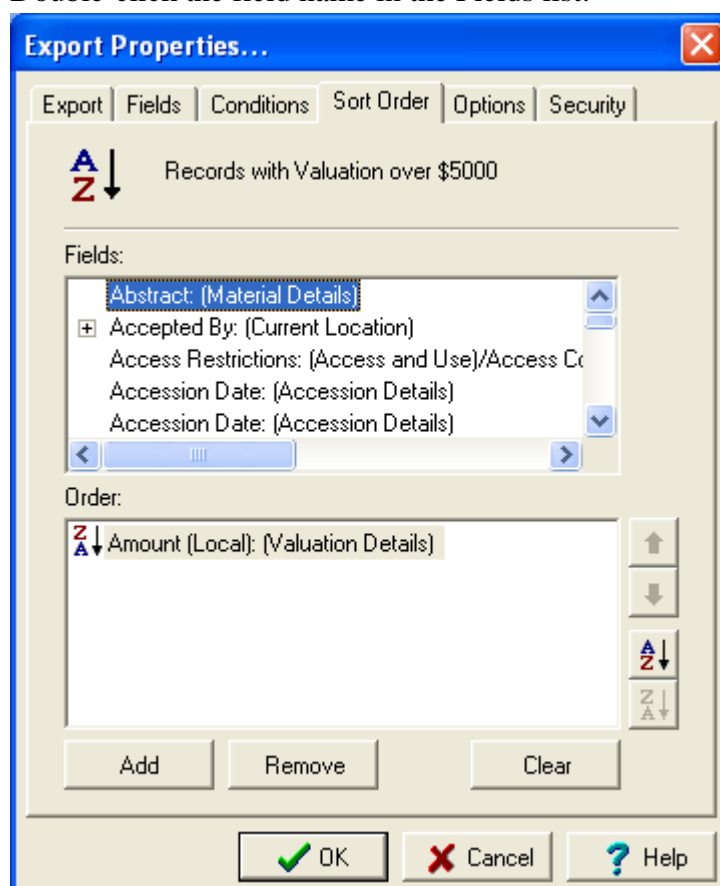 Double-click the field name in the Fields list.
Export Properties...
Export Fields Conditions Sort Order Options Security
A
Z
Records with Valuation over $5000
Fields:
Abstract: (Material Details)
Accepted By: (Current Location)
Access Restrictions: (Access and Use)/Access Co
Accession Date: (Accession Details)
Accession Date: (Accession Details)
Order:
Z
A
Amount (Local): (Valuation Details)
A
Z
Z
A
Add Remove Clear
OK Cancel Help